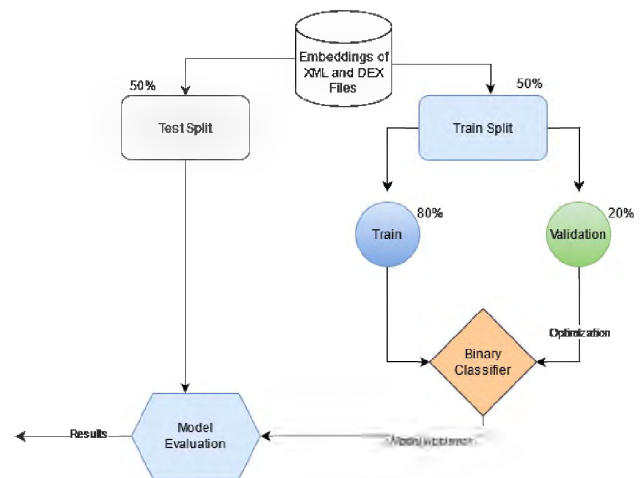 Embeddings of
XML and DEX
Files
50%
50%
Test Split
Train Split
80%
20%
Train
Validation
Optimization
Binary
Classifier
Model
Evaluation
Results